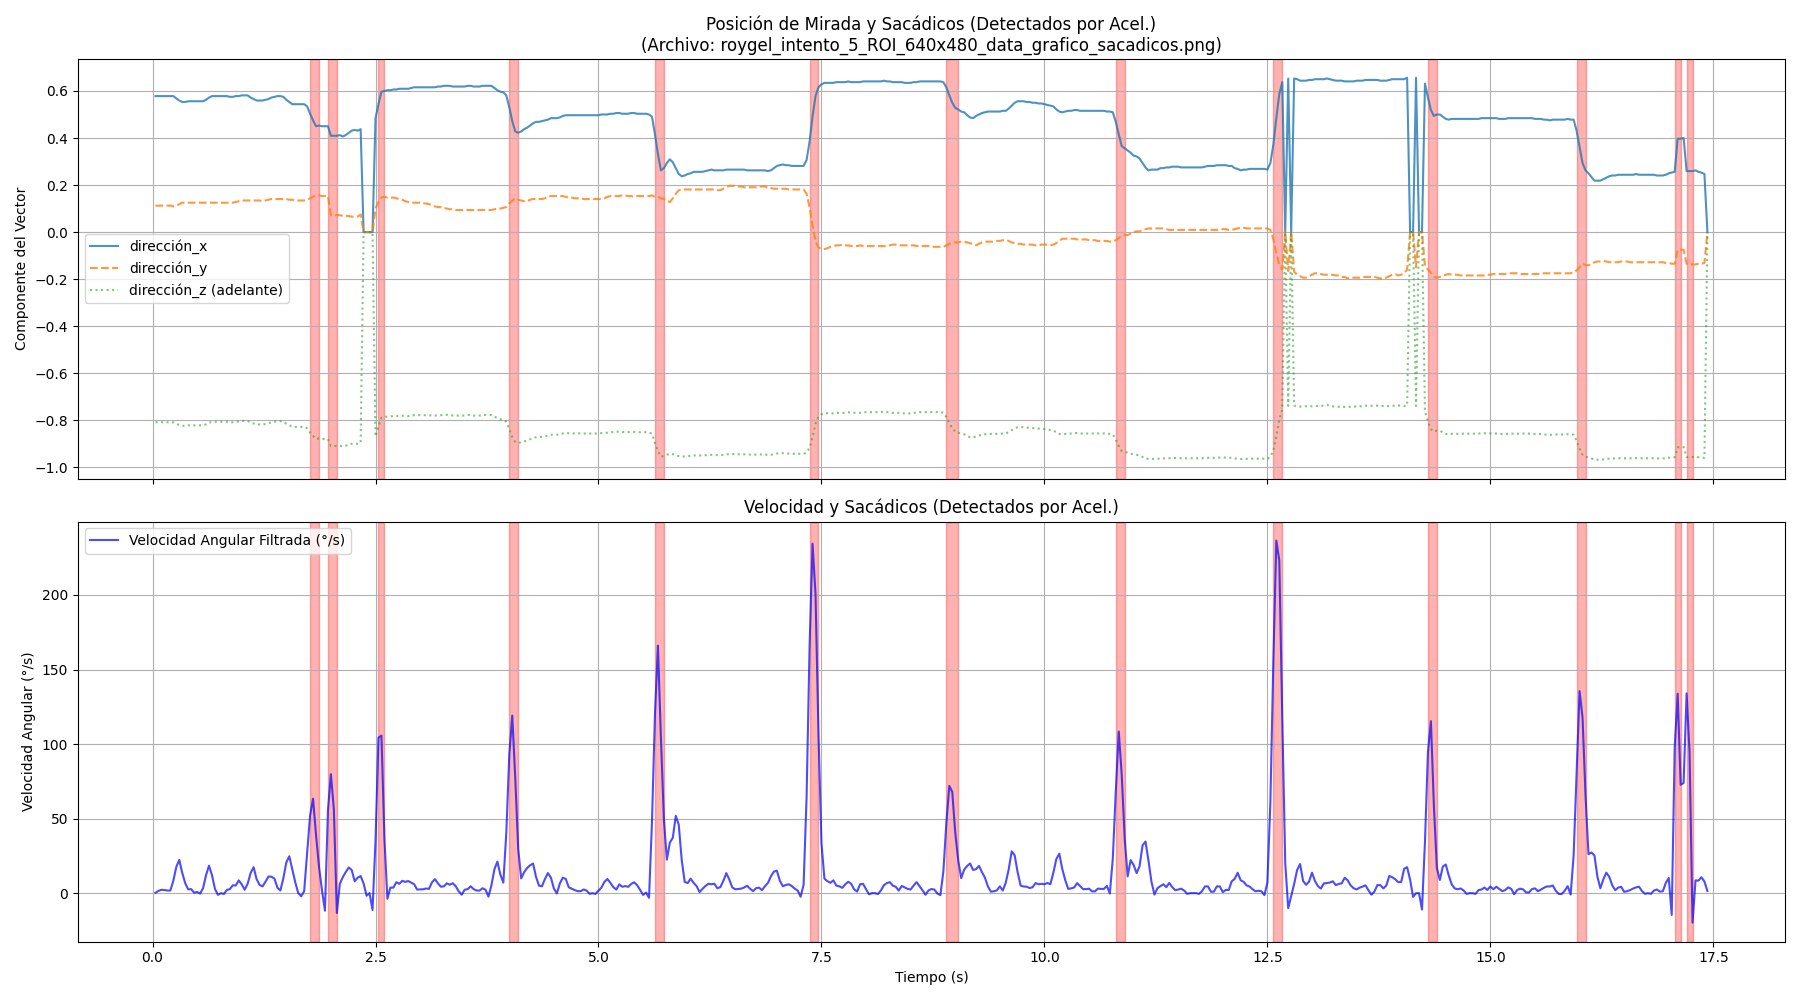 Posición de Mirada y Sacádicos (Detectados por Acel.)
(Archivo: roygel_intento_5_ROI_640x480_data_grafico_sacadicos.png)
Componente del Vector
0.6
0.4
0.2
0.0
−0.2
−0.4
−0.6
−0.8
−1.0
dirección_x
dirección_y
dirección_z (adelante)
Velocidad y Sacádicos (Detectados por Acel.)
Velocidad Angular (°/s)
200
150
100
50
0
Velocidad Angular Filtrada (°/s)
0.0 2.5 5.0 7.5 10.0 12.5 15.0 17.5
Tiempo (s)